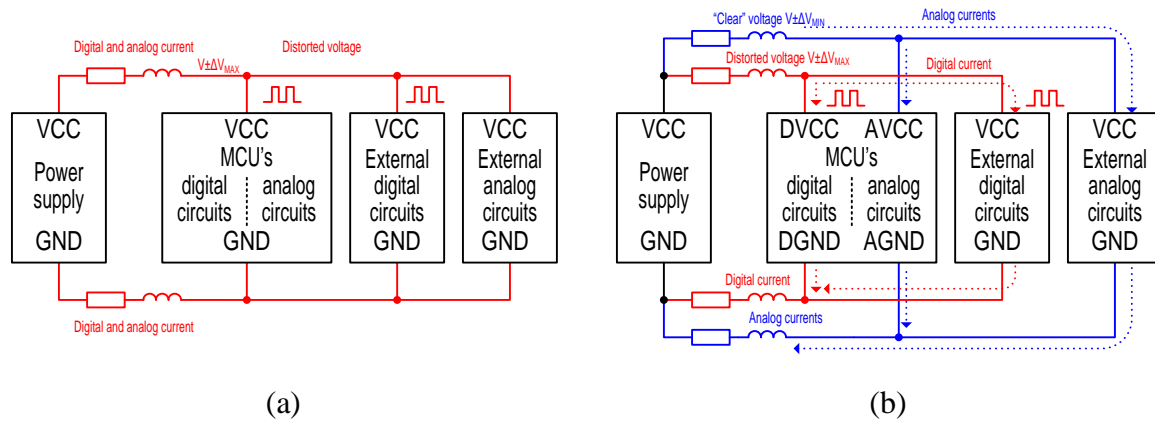 Digital and analog current
Distorted voltage
V±ΔVMAX
VCC
Power
supply
GND
VCC
MCU's
digital
circuits
analog
circuits
GND
VCC
External
digital
circuits
GND
VCC
External
analog
circuits
GND
Digital and analog current
(a)
“Clear” voltage V±ΔVMIN
Analog currents
Distorted voltage V±ΔVMAX
Digital current
VCC
Power
supply
GND
DVCC AVCC
MCU's
digital
circuits
analog
circuits
DGND AGND
VCC
External
digital
circuits
GND
VCC
External
analog
circuits
GND
Digital current
Analog currents
(b)